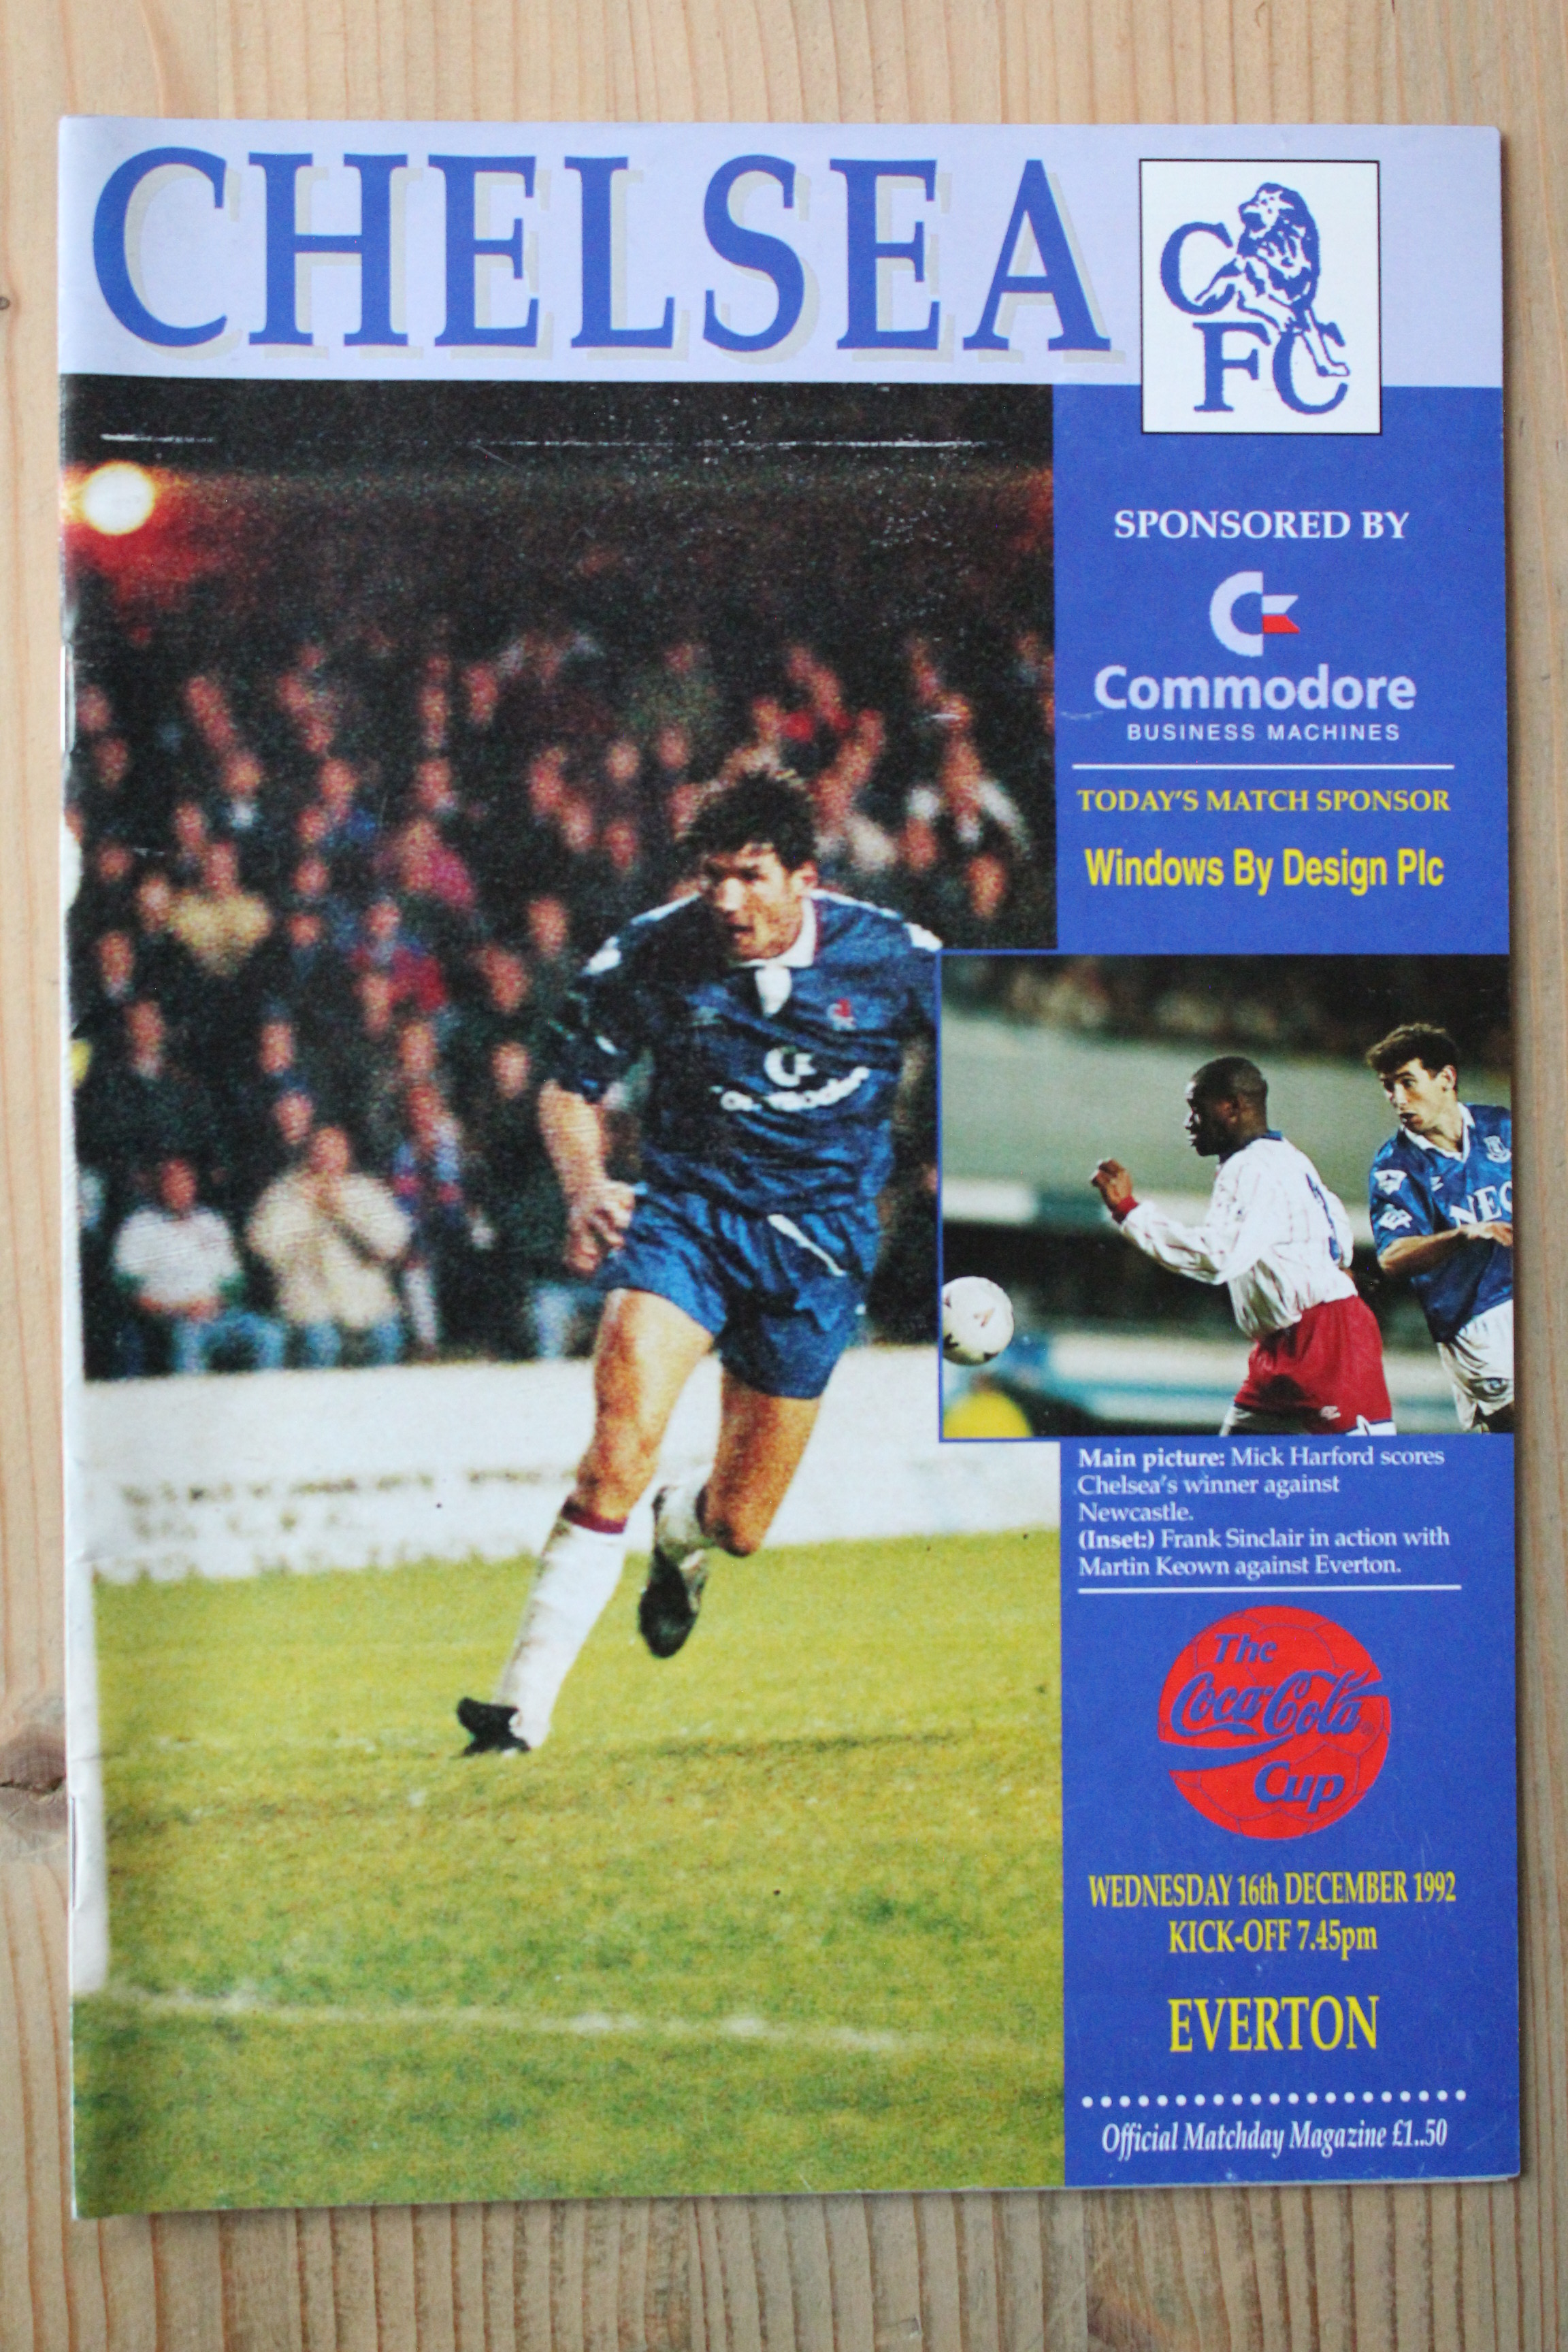 CHELSEA
C
FC
SPONSORED BY
Commodore
BUSINESS MACHINES
TODAY'S MATCH SPONSOR
Windows By Design Plc
NEC
Main picture: Mick Harford scores
Chelsea's winner against
Newcastle.
(Inset:) Frank Sinclair in action with
Martin Keown against Everton.
The
Coca-Cola
Cup
WEDNESDAY 16th DECEMBER 1992
KICK-OFF 7.45pm
EVERTON
Official Matchday Magazine £1..50